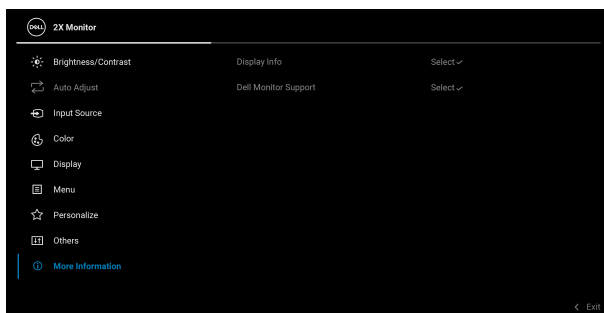 DELL 2X Monitor
Brightness/Contrast Display Info Select
Auto Adjust Dell Monitor Support Select
Input Source
Color
Display
Menu
Personalize
Others
More Information
Exit